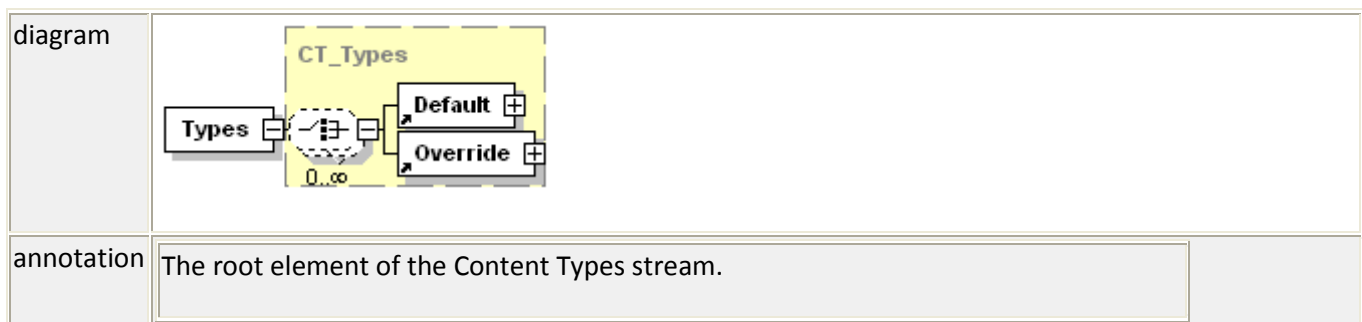 diagram
CT_Types
Default
Types
Override
0..∞
annotation
The root element of the Content Types stream.